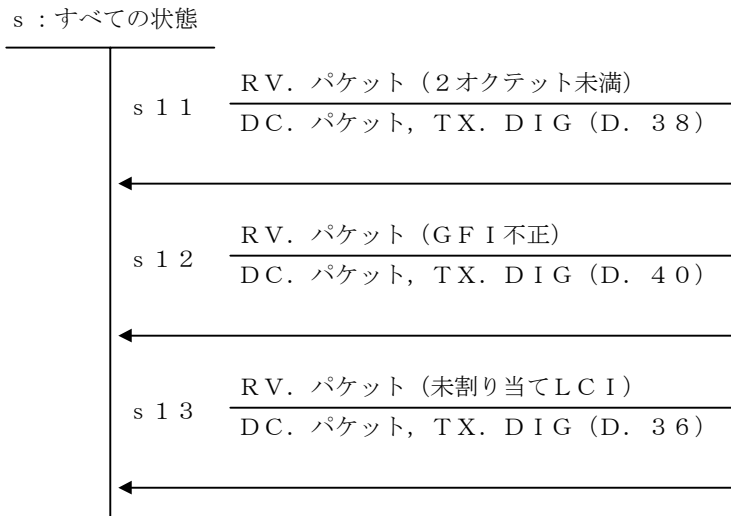 ｓ：すべての状態
ｓ１１
ＲＶ．パケット（２オクテット未満）
ＤＣ．パケット，ＴＸ．ＤＩＧ（Ｄ．３８）
ｓ１２
ＲＶ．パケット（ＧＦＩ不正）
ＤＣ．パケット，ＴＸ．ＤＩＧ（Ｄ．４０）
ｓ１３
ＲＶ．パケット（未割り当てＬＣＩ）
ＤＣ．パケット，ＴＸ．ＤＩＧ（Ｄ．３６）